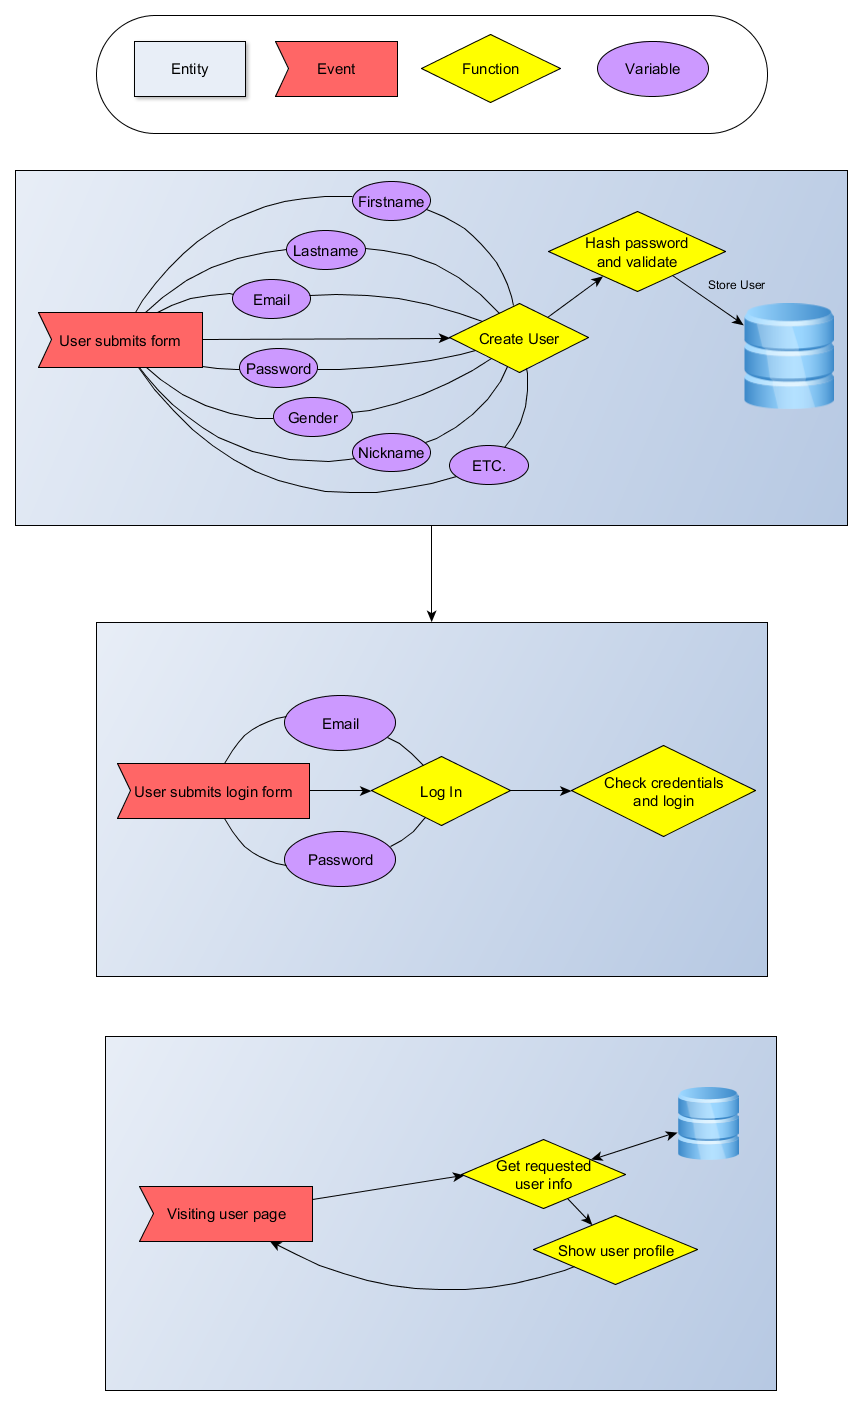 Entity
Event
Function
Variable
Firstname
Lastname
Email
User submits form
Password
Gender
Nickname
ETC.
Create User
Hash password
and validate
Store User
Email
User submits login form
Password
Log In
Check credentials
and login
Visiting user page
Get requested
user info
Show user profile